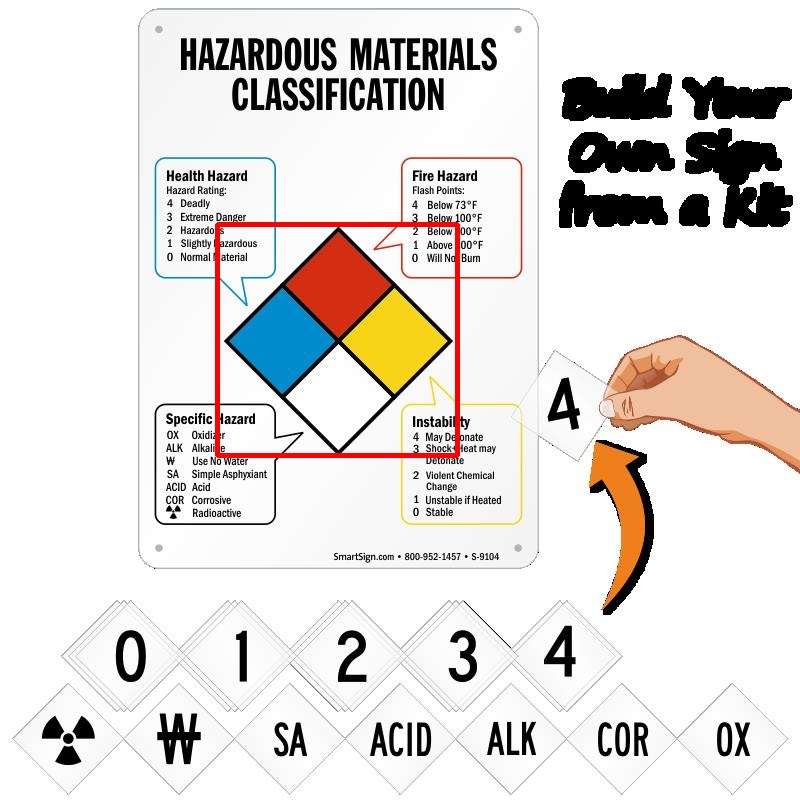 HAZARDOUS MATERIALS
CLASSIFICATION
Build Your
Own Sign
from a Kit
Health Hazard
Hazard Rating:
4 Deadly
3 Extreme Danger
2 Hazardous
1 Slightly Hazardous
0 Normal Material
Fire Hazard
Flash Points:
4 Below 73°F
3 Below 100°F
2 Below 200°F
1 Above 200°F
0 Will Not Burn
Specific Hazard
OX Oxidizer
ALK Alkaline
W Use No Water
SA Simple Asphyxiant
ACID Acid
COR Corrosive
Radioactive
Instability
4 May Detonate
3 Shock+Heat may
Detonate
2 Violent Chemical
Change
1 Unstable if Heated
0 Stable
SmartSign.com • 800-952-1457 • S-9104
4
0 1 2 3 4
W SA ACID ALK COR OX